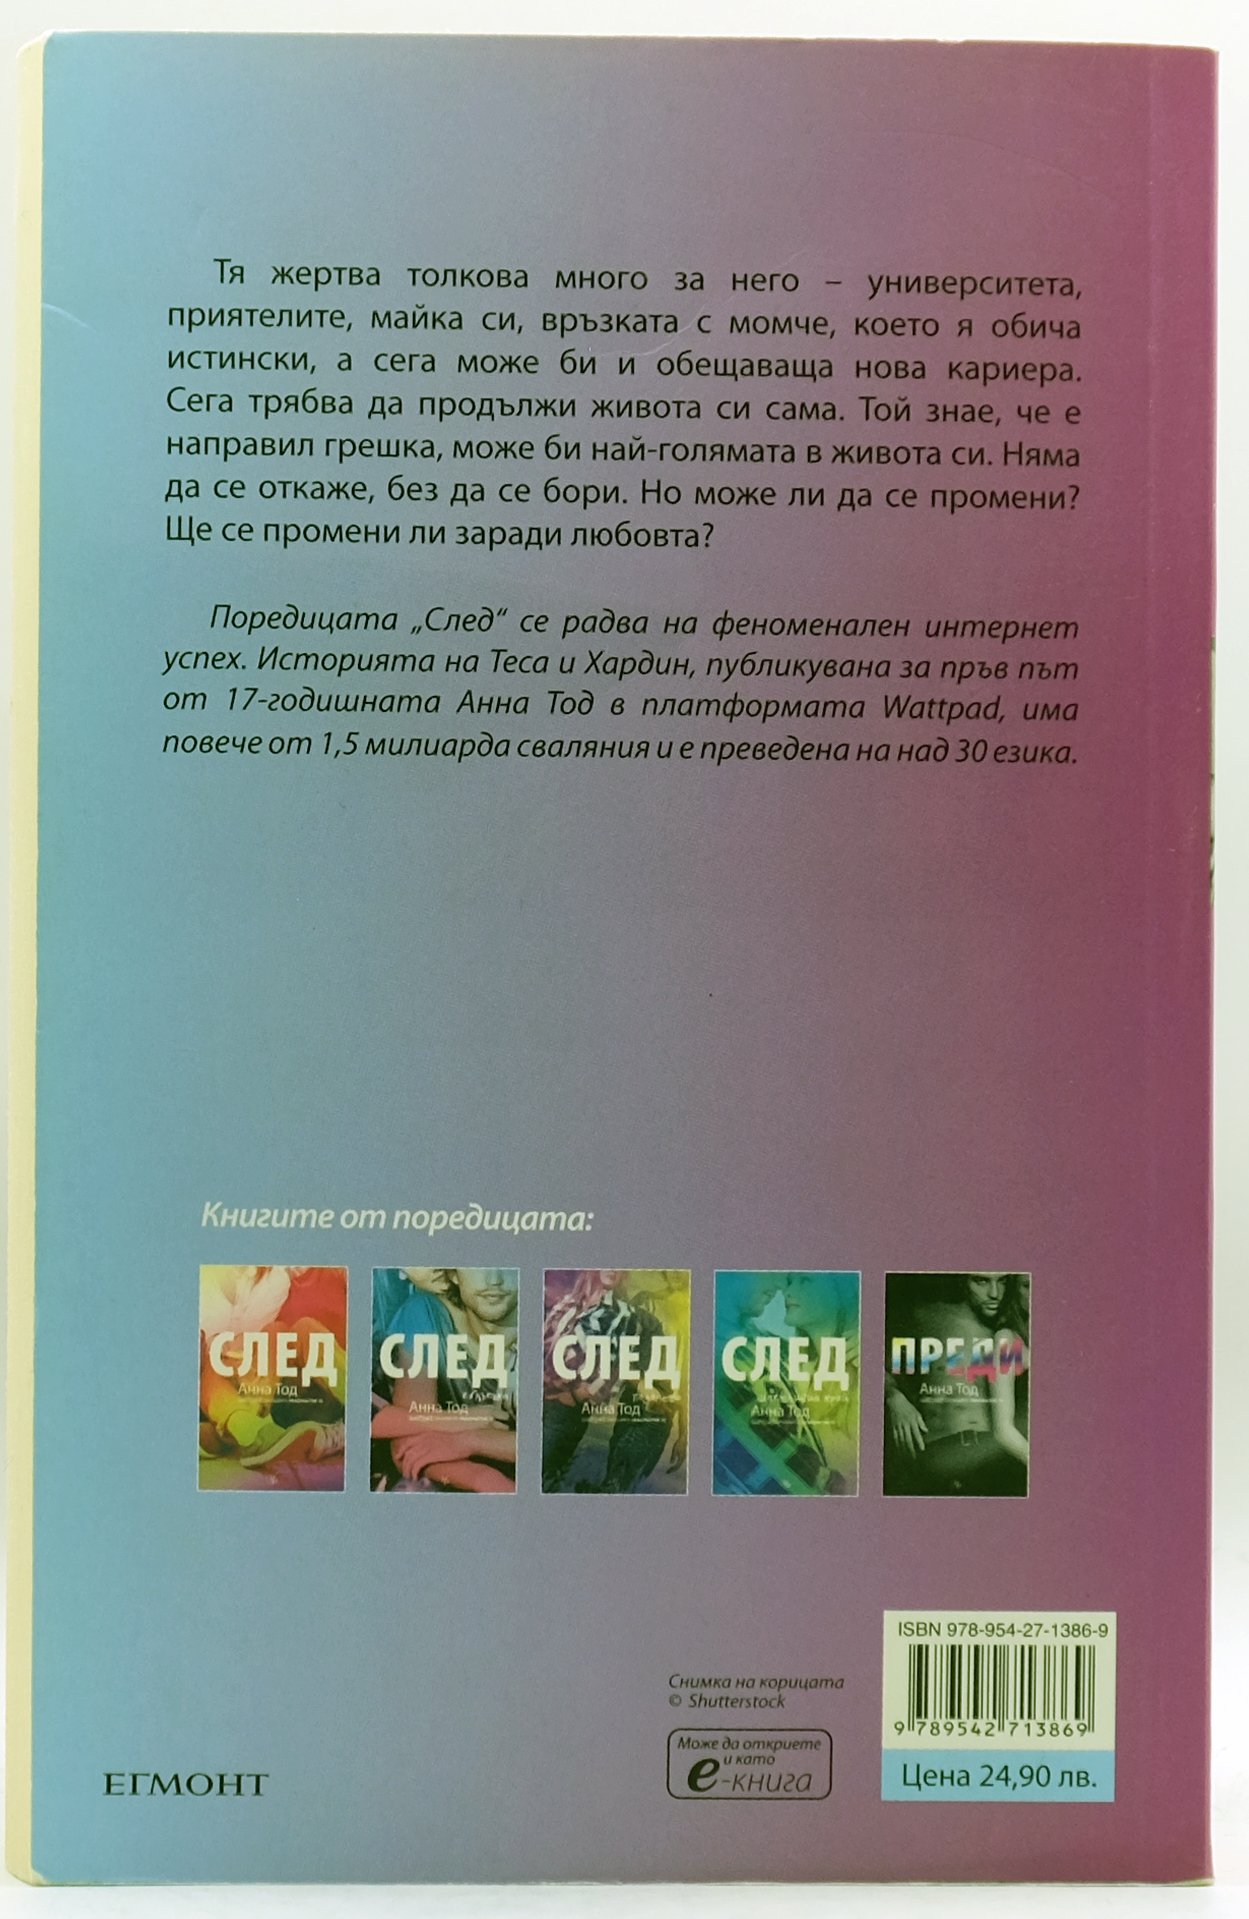 Тя жертва толкова много за него – университета,
приятелите, майка си, връзката с момче, което я обича
истински, а сега може би и обещаваща нова кариера.
Сега трябва да продължи живота си сама. Той знае, че е
направил грешка, може би най-голямата в живота си. Няма
да се откаже, без да се бори. Но може ли да се промени?
Ще се промени ли заради любовта?
Поредицата „След“ се радва на феноменален интернет
успех. Историята на Теса и Хардин, публикувана за пръв път
от 17-годишната Анна Тод в платформата Wattpad, има
повече от 1,5 милиарда сваляния и е преведена на над 30 езика.
Книгите от поредицата:
СЛЕД
Анна Тод
СЛЕД
Анна Тод
СЛЕД
Анна Тод
СЛЕД
Анна Тод
ПРЕДИ
Анна Тод
ISBN 978-954-27-1386-9
9 789542 713869
Цена 24,90 лв.
Снимка на корицата
© Shutterstock
Може да откриете
и като
е-книга
ЕГМОНТ